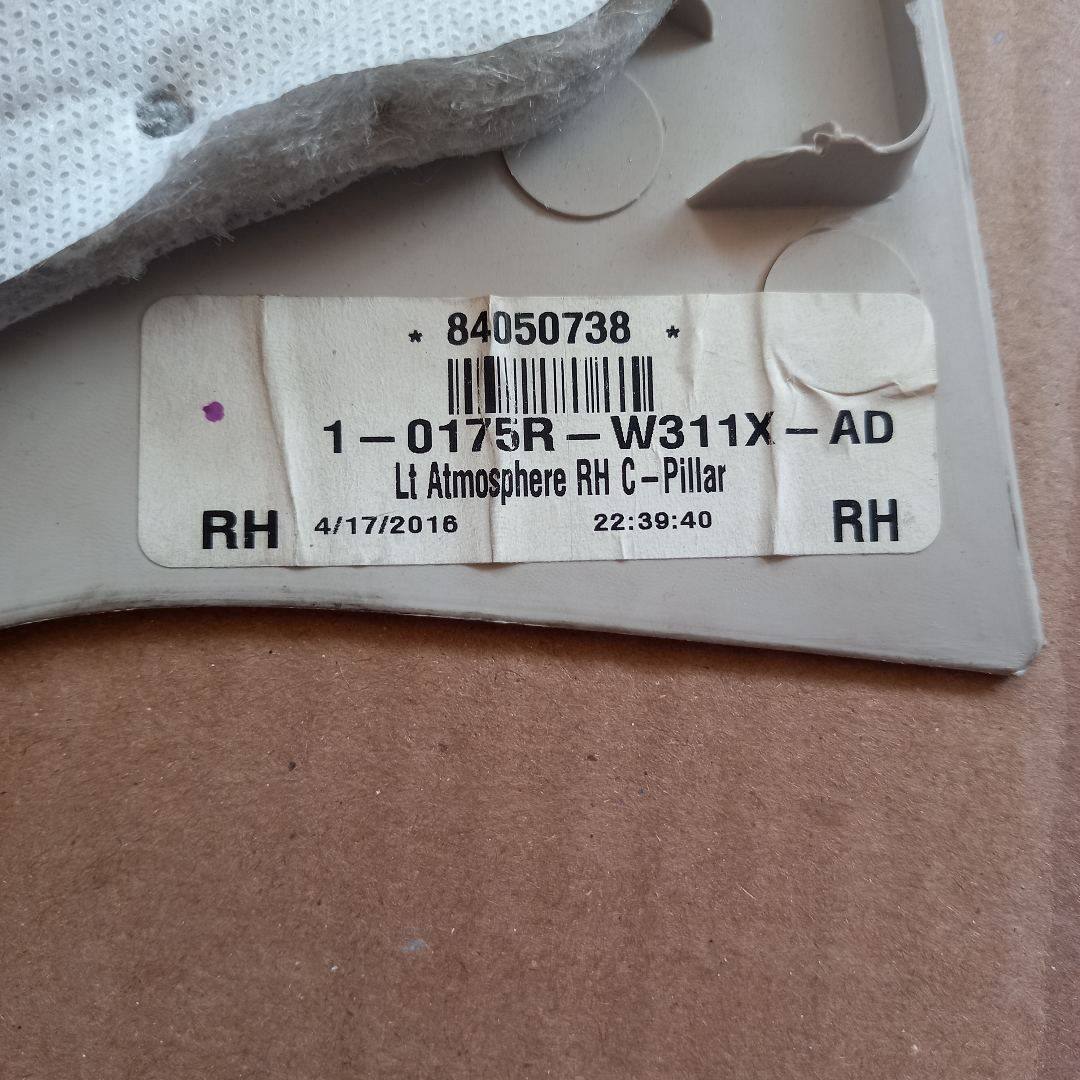 * 84050738 *
1-0175R-W311X-AD
Lt Atmosphere RH C-Pillar
RH 4/17/2016 22:39:40 RH